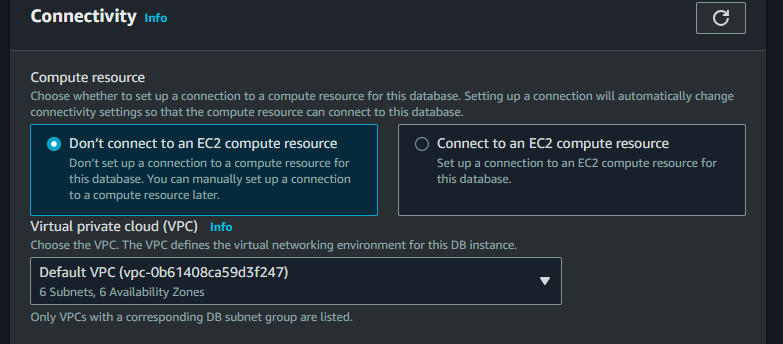 Connectivity Info
Compute resource
Choose whether to set up a connection to a compute resource for this database. Setting up a connection will automatically change
connectivity settings so that the compute resource can connect to this database.
Don't connect to an EC2 compute resource
Don't set up a connection to a compute resource for
this database. You can manually set up a connection
to a compute resource later.
Connect to an EC2 compute resource
Set up a connection to an EC2 compute resource for
this database.
Virtual private cloud (VPC) Info
Choose the VPC. The VPC defines the virtual networking environment for this DB instance.
Default VPC (vpc-0b61408ca59d3f247)
6 Subnets, 6 Availability Zones
Only VPCs with a corresponding DB subnet group are listed.